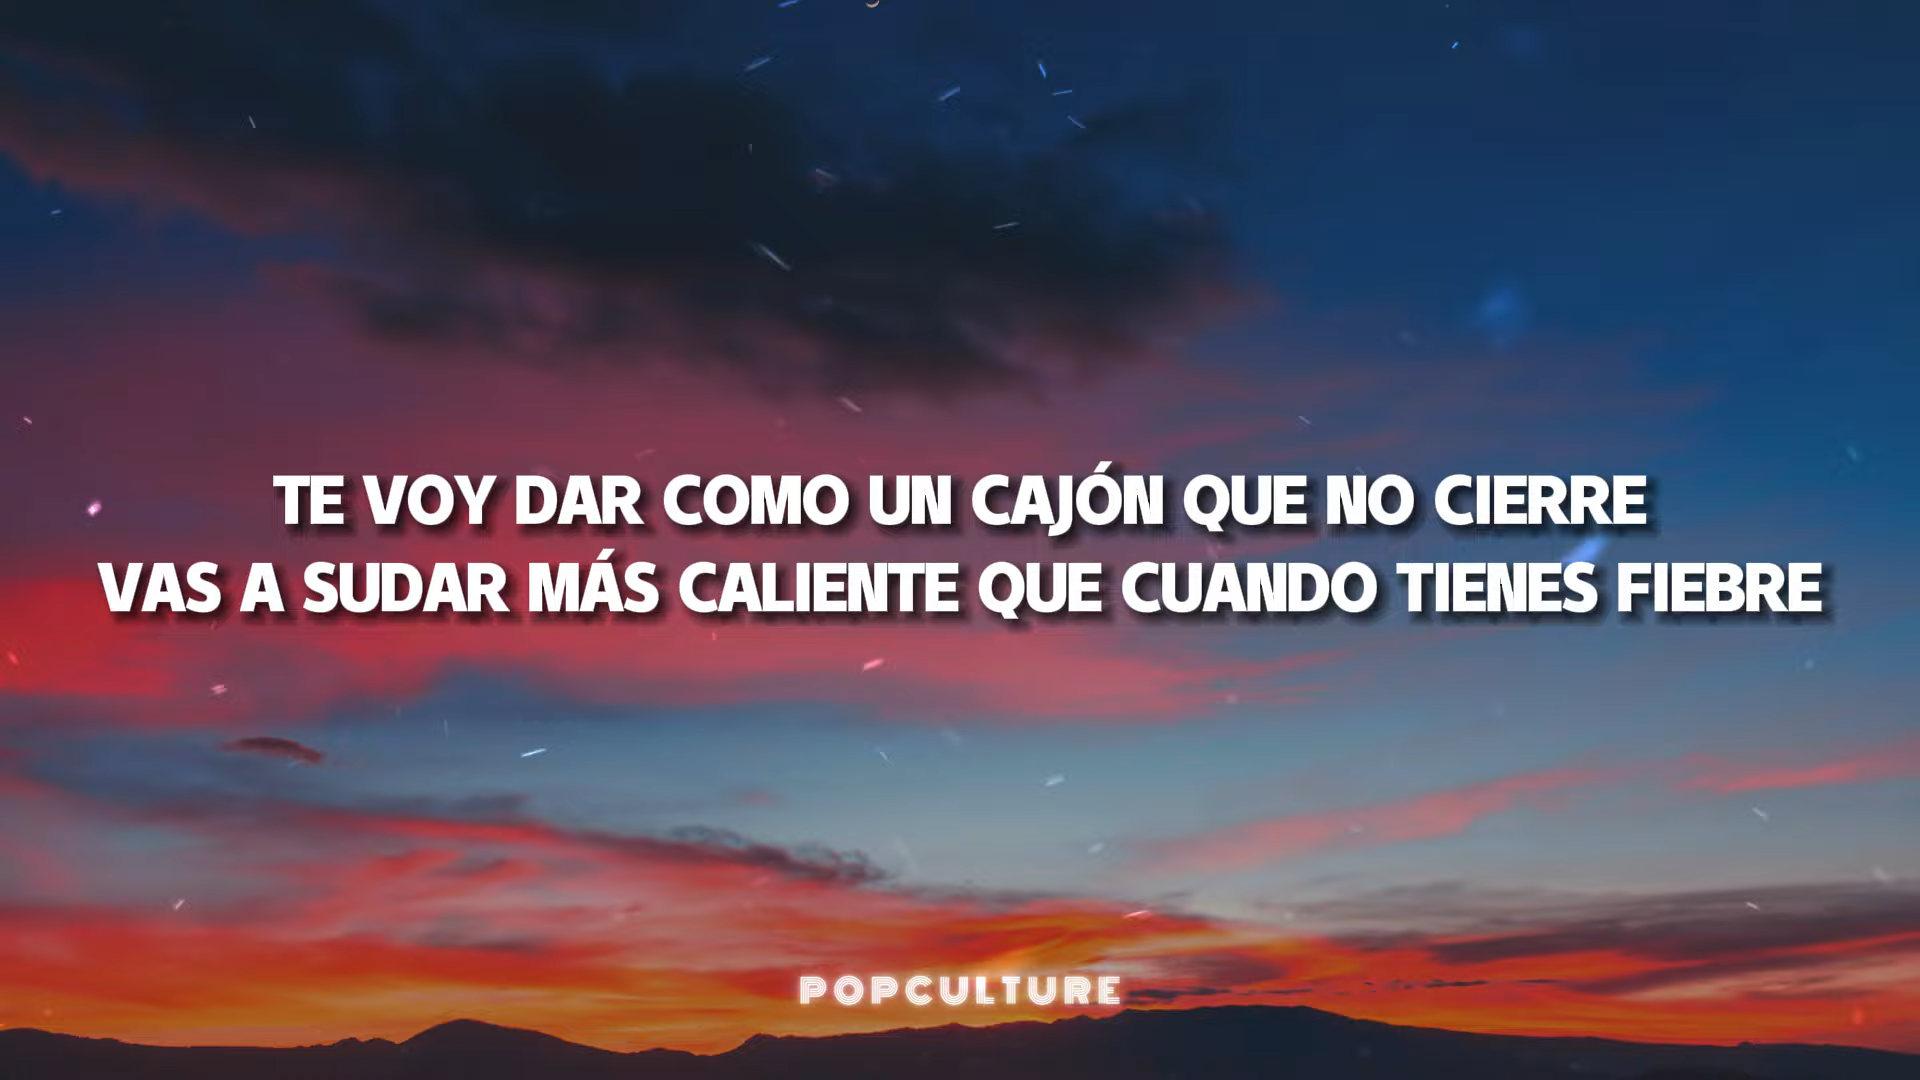 TE VOY DAR COMO UN CAJÓN QUE NO CIERRE
VAS A SUDAR MÁS CALIENTE QUE CUANDO TIENES FIEBRE
POPCULTURE